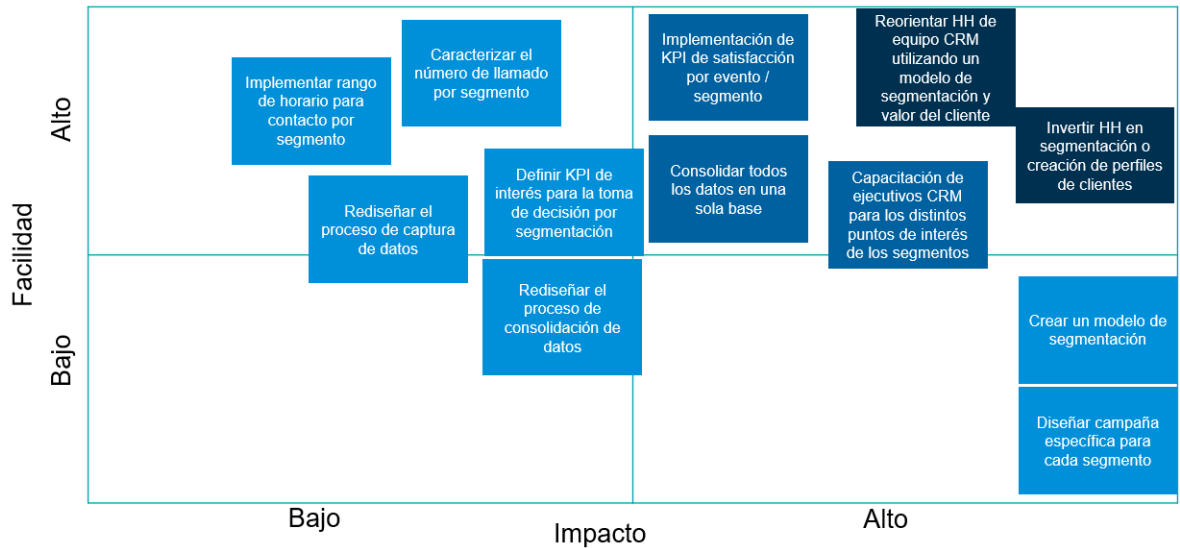 Facilidad
Alto
Bajo
Implementar rango
de horario para
contacto por
segmento
Caracterizar el
número de llamado
por segmento
Implementación de
KPI de satisfacción
por evento /
segmento
Reorientar HH de
equipo CRM
utilizando un
modelo de
segmentación y
valor del cliente
Invertir HH en
segmentación o
creación de perfiles
de clientes
Rediseñar el
proceso de captura
de datos
Definir KPI de
interés para la toma
de decisión por
segmentación
Consolidar todos
los datos en una
sola base
Capacitación de
ejecutivos CRM
para los distintos
puntos de interés
de los segmentos
Rediseñar el
proceso de
consolidación de
datos
Crear un modelo de
segmentación
Diseñar campaña
específica para
cada segmento
Bajo
Impacto
Alto